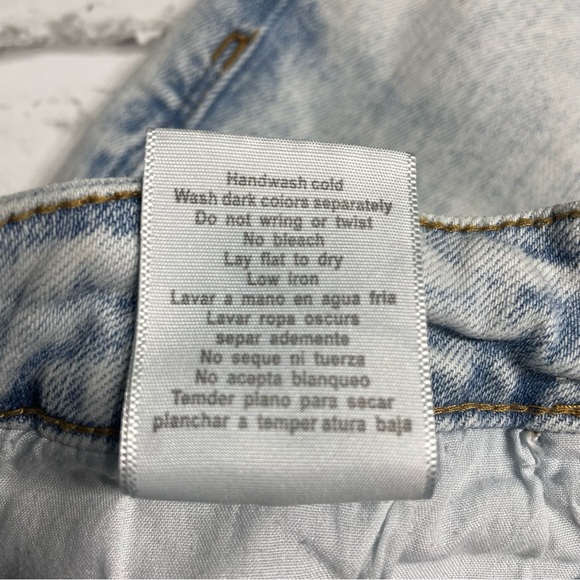 Handwash cold
Wash dark colors separately
Do not wring or twist
No bleach
Lay flat to dry
Low iron
Lavar a mano en agua fria
Lavar ropa oscurs
separ ademente
No seque ni tuerza
No acepta blanqueo
Temder plano para secar
planchar a temper atura baja